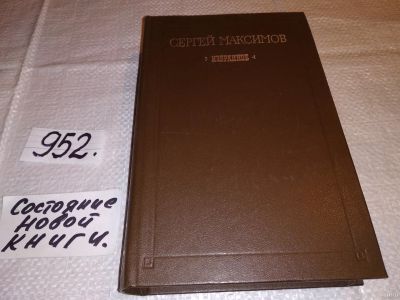 СЕРГЕЙ МАКСИМОВ
ИЗБРАННОЕ
952.
Состояние
новой
книги.